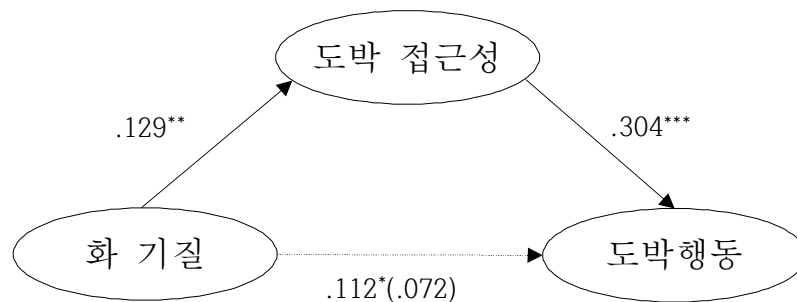 도박 접근성
.129**
.304***
화 기질
도박행동
.112*(.072)